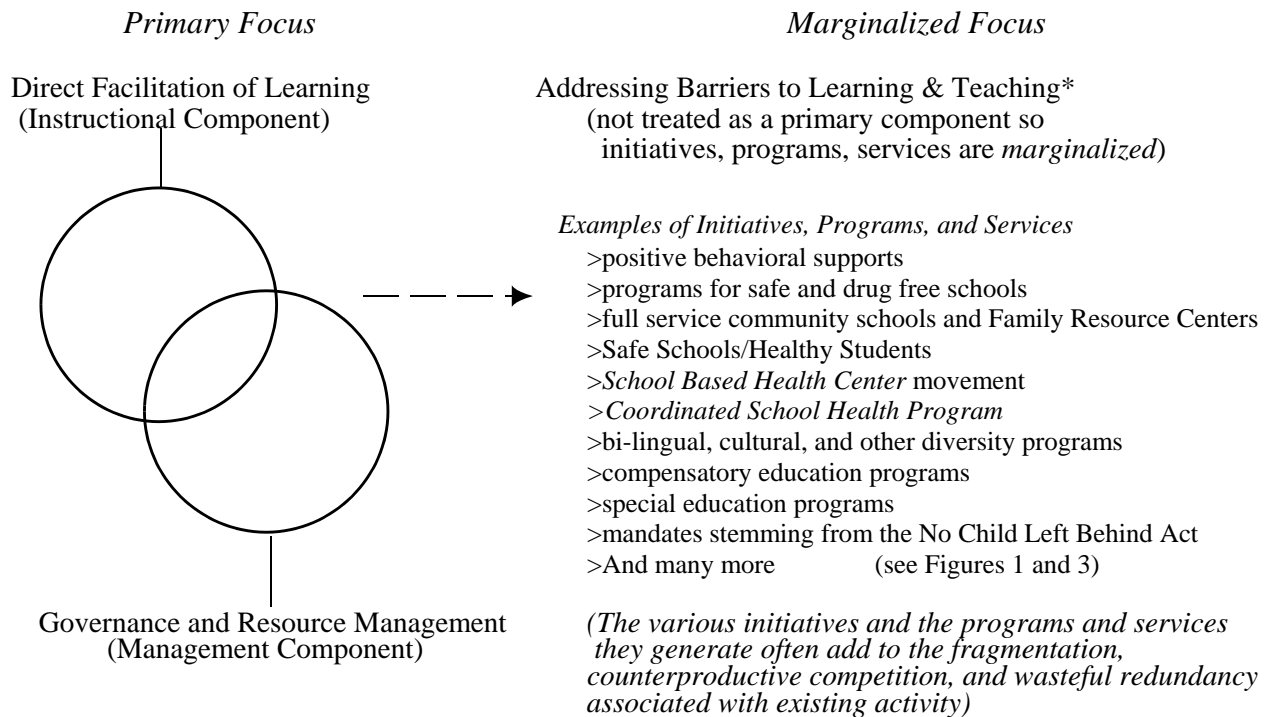 Primary Focus
Direct Facilitation of Learning
(Instructional Component)
Governance and Resource Management
(Management Component)
Marginalized Focus
Addressing Barriers to Learning & Teaching*
(not treated as a primary component so
initiatives, programs, services are marginalized)
Examples of Initiatives, Programs, and Services
>positive behavioral supports
>programs for safe and drug free schools
>full service community schools and Family Resource Centers
>Safe Schools/Healthy Students
>School Based Health Center movement
>Coordinated School Health Program
>bi-lingual, cultural, and other diversity programs
>compensatory education programs
>special education programs
>mandates stemming from the No Child Left Behind Act
>And many more (see Figures 1 and 3)
(The various initiatives and the programs and services
they generate often add to the fragmentation,
counterproductive competition, and wasteful redundancy
associated with existing activity)